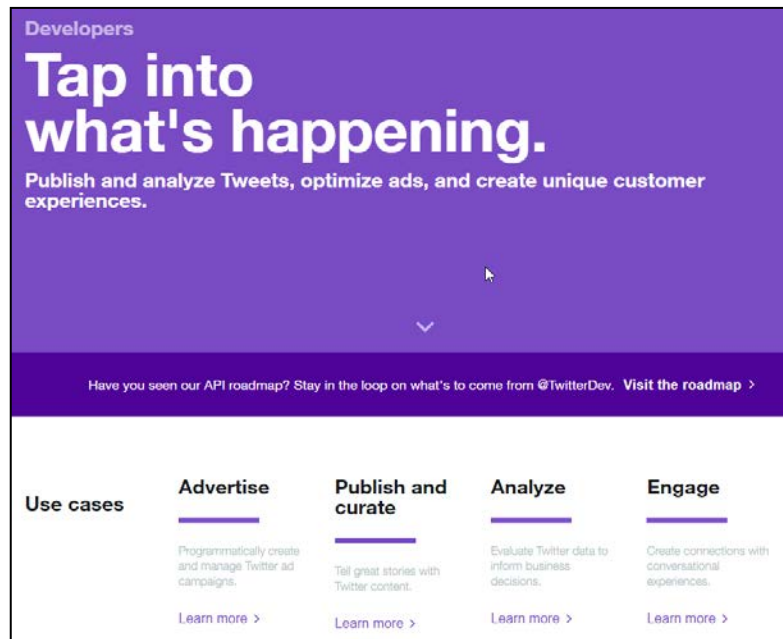 Developers
Tap into
what's happening.
Publish and analyze Tweets, optimize ads, and create unique customer
experiences.
Have you seen our API roadmap? Stay in the loop on what's to come from @TwitterDev. Visit the roadmap >
Use cases
Advertise
Programmatically create
and manage Twitter ad
campaigns.
Learn more >
Publish and
curate
Tell great stories with
Twitter content.
Learn more >
Analyze
Evaluate Twitter data to
inform business
decisions.
Learn more >
Engage
Create connections with
conversational
experiences.
Learn more >